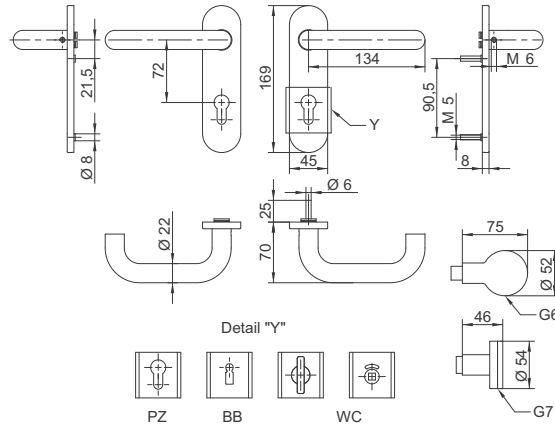 21,5
Ø 8
72
169
134
Y
45
90,5
M 5
M 6
8
Ø 22
25
Ø 6
70
75
Ø 52
G6
46
Ø 54
G7
Detail "Y"
PZ BB WC